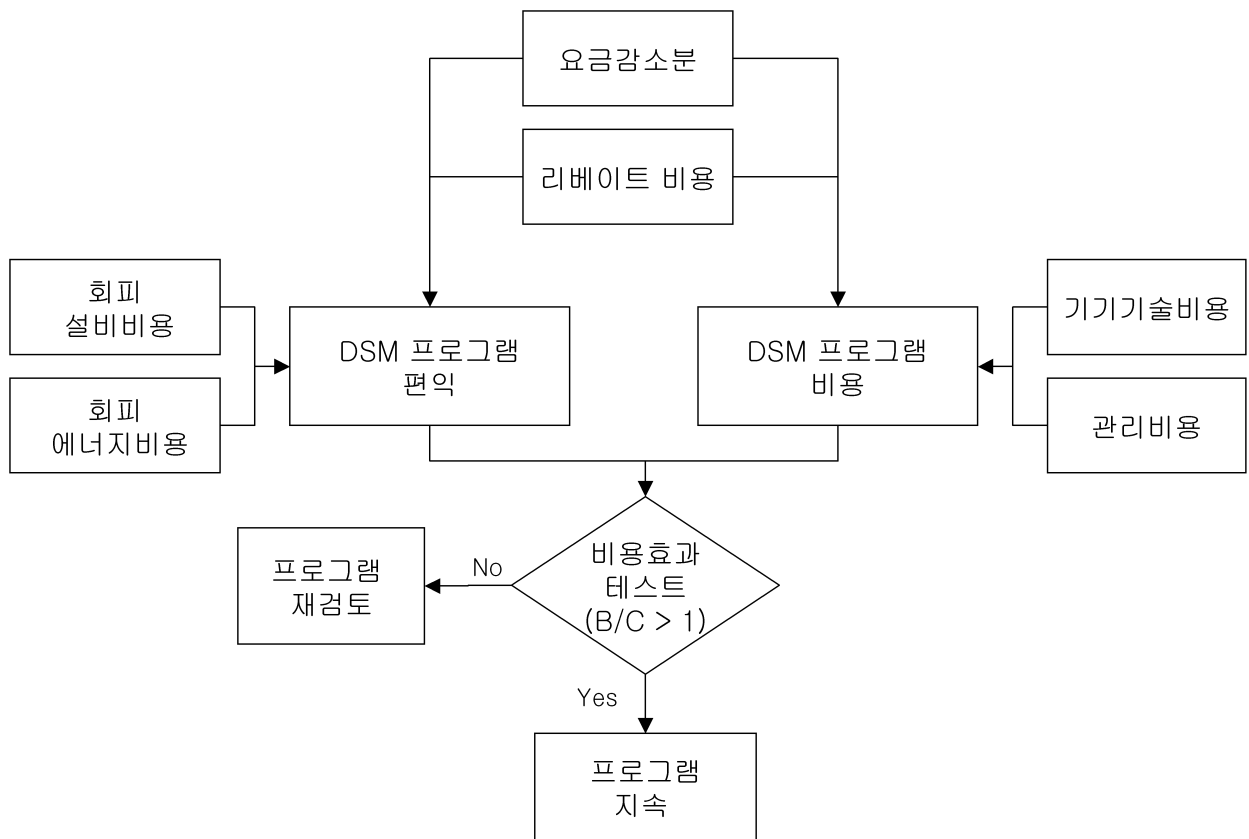 요금감소분
리베이트 비용
회피
설비비용
회피
에너지비용
DSM 프로그램
편익
DSM 프로그램
비용
기기기술비용
관리비용
비용효과
테스트
(B/C > 1)
No
프로그램
재검토
Yes
프로그램
지속